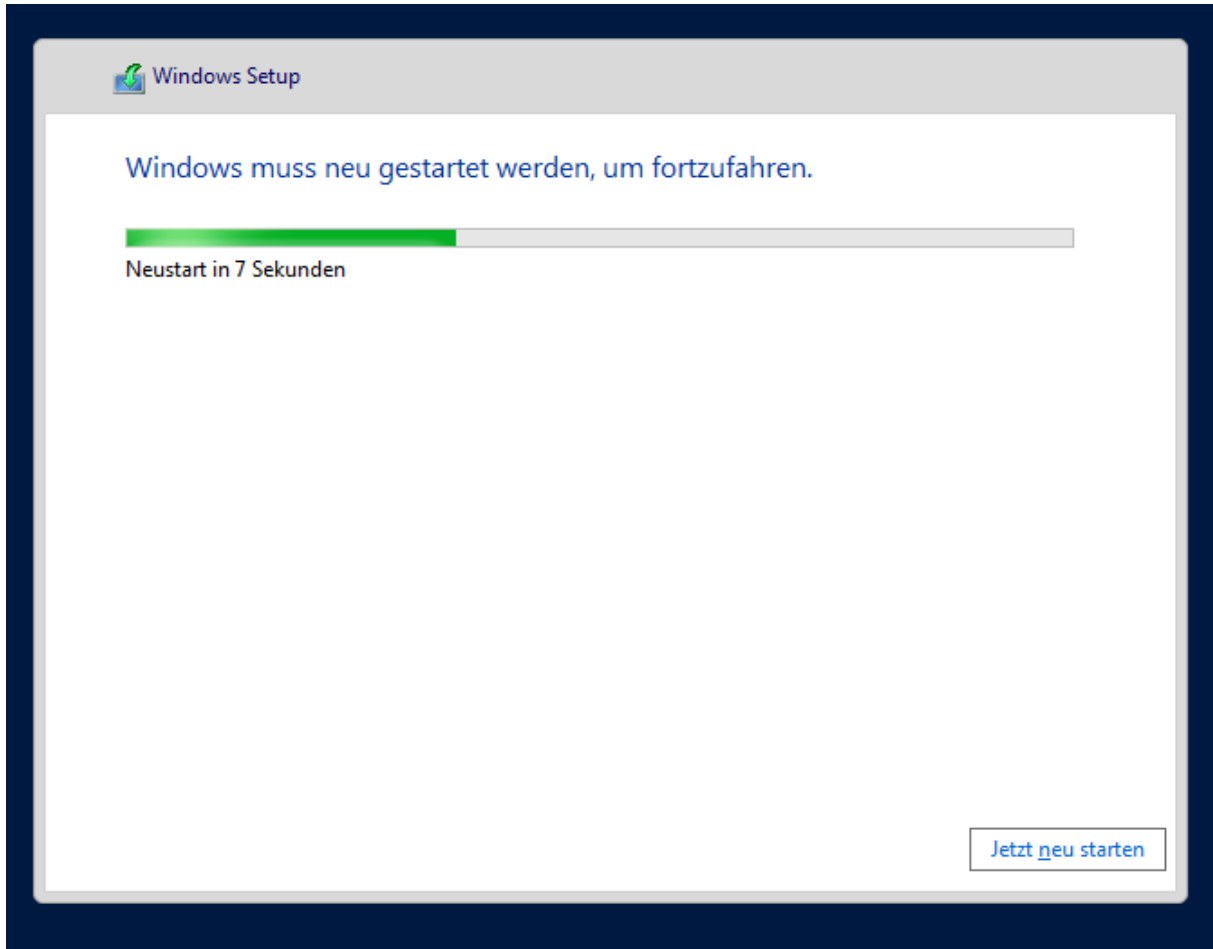 Windows Setup
Windows muss neu gestartet werden, um fortzufahren.
Neustart in 7 Sekunden
Jetzt neu starten